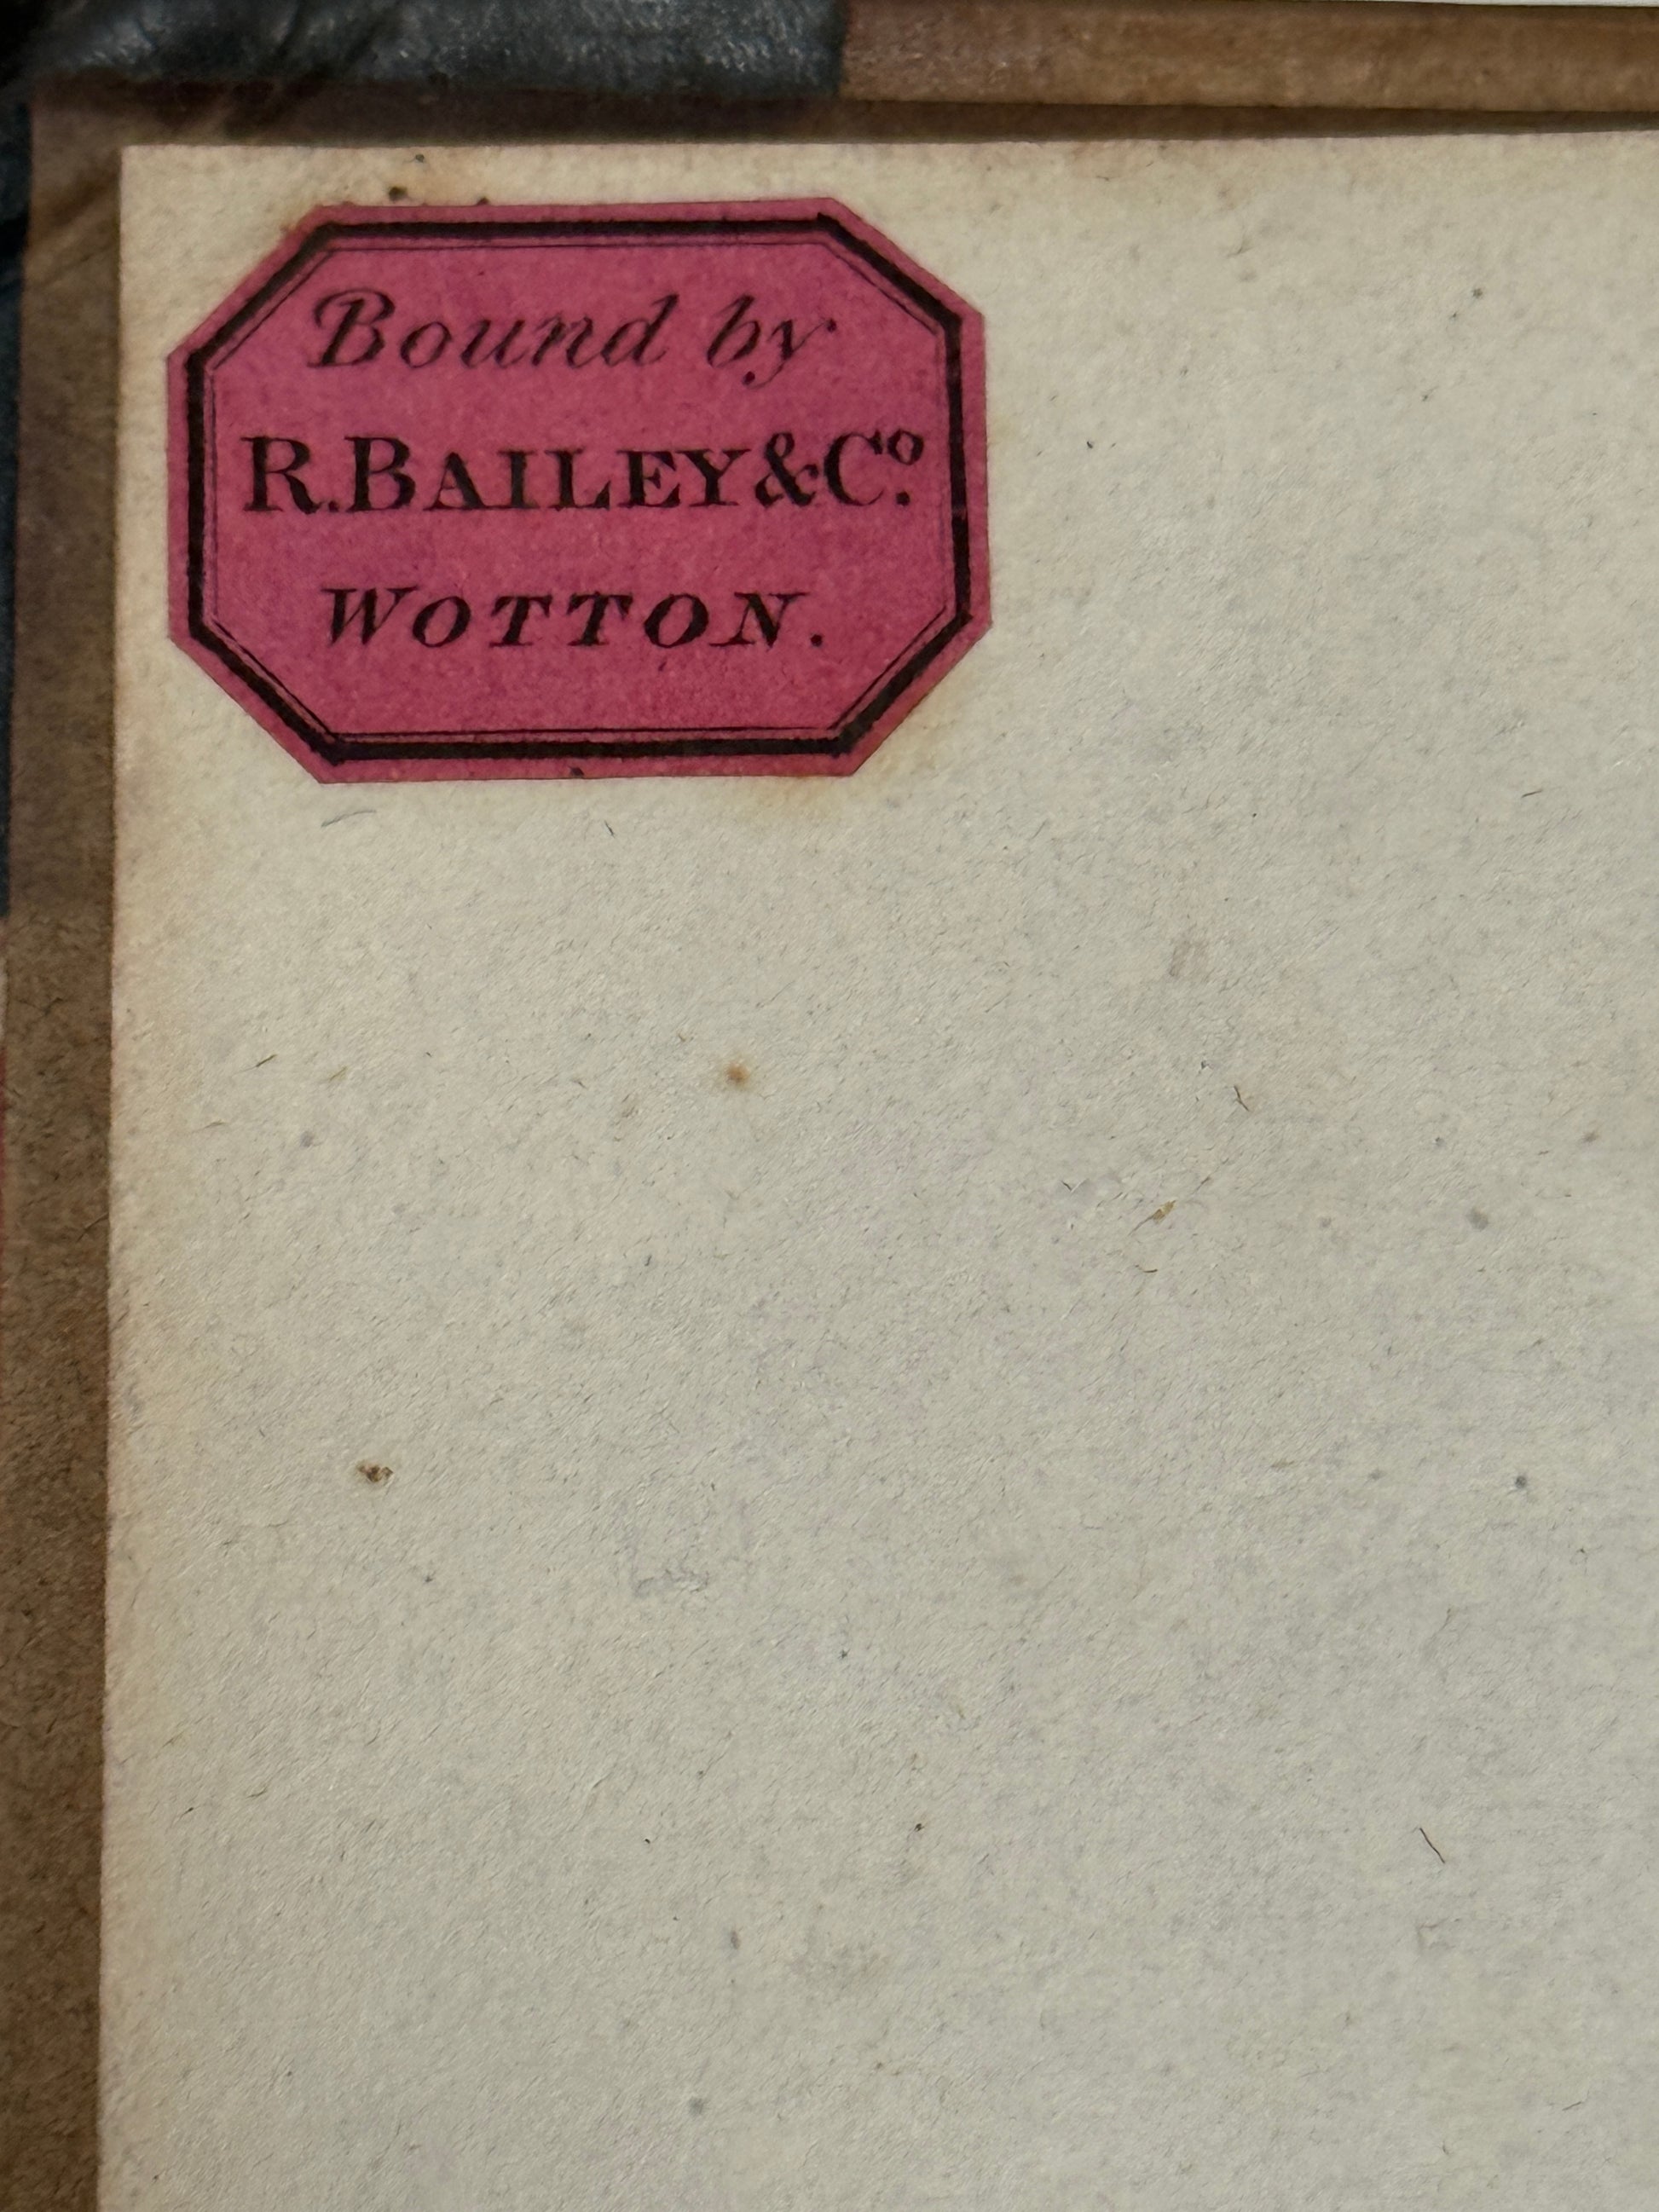 Bound by
R. BAILEY & Co.
WOTTON.